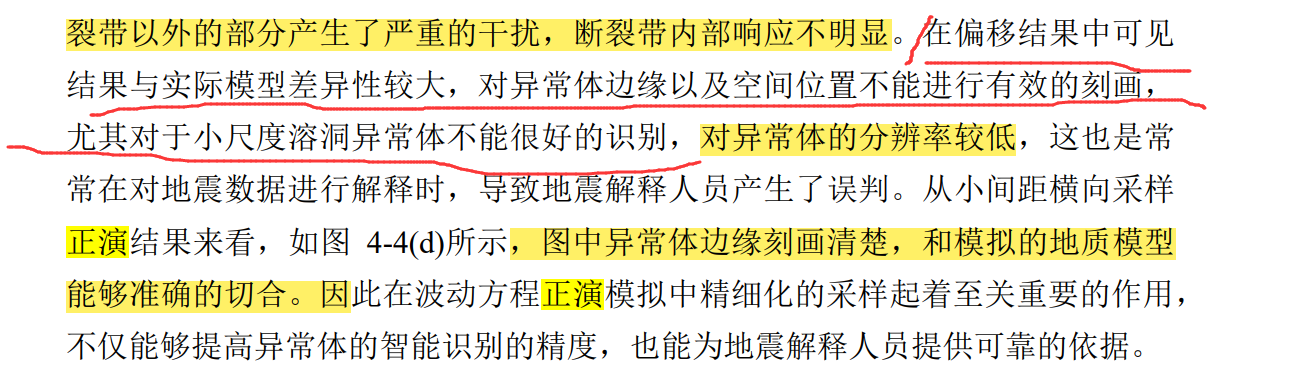 裂带以外的部分产生了严重的干扰，断裂带内部响应不明显。在偏移结果中可见
结果与实际模型差异性较大，对异常体边缘以及空间位置不能进行有效的刻画，
尤其对于小尺度溶洞异常体不能很好的识别，对异常体的分辨率较低，这也是常
常在对地震数据进行解释时，导致地震解释人员产生了误判。从小间距横向采样
正演结果来看，如图 4-4(d)所示，图中异常体边缘刻画清楚，和模拟的地质模型
能够准确的切合。因此在波动方程正演模拟中精细化的采样起着至关重要的作用，
不仅能够提高异常体的智能识别的精度，也能为地震解释人员提供可靠的依据。